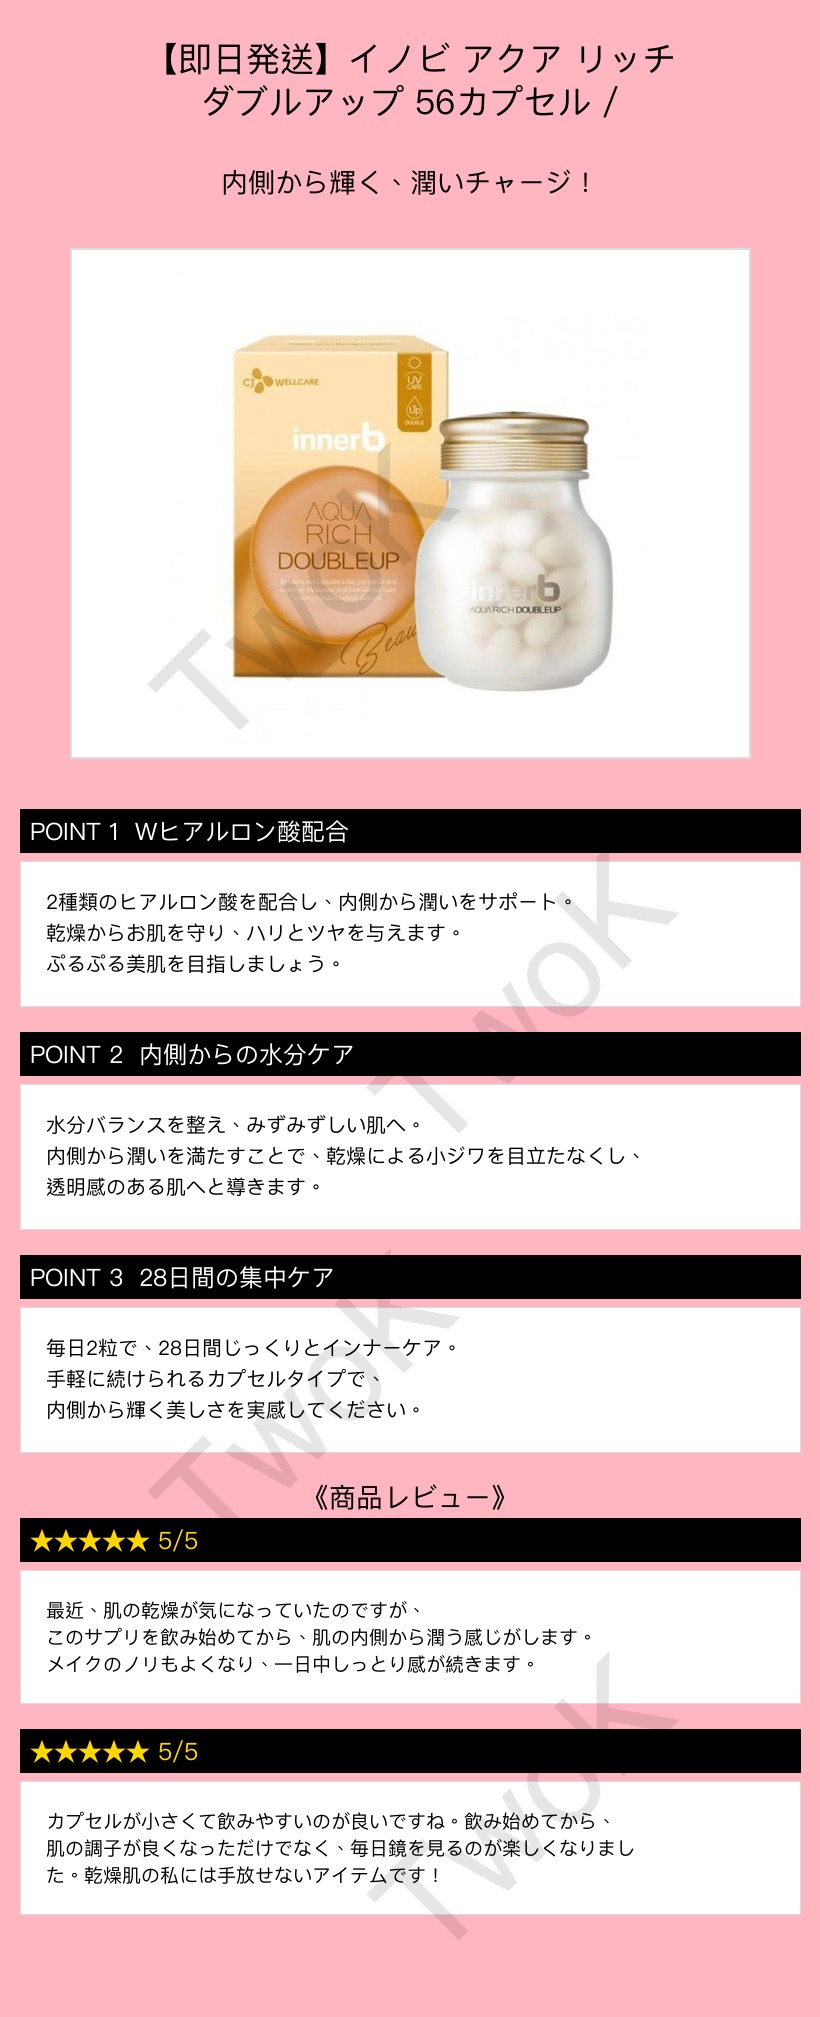 【即日発送】イノビ アクア リッチ
ダブルアップ 56カプセル /
内側から輝く、潤いチャージ！
CJ WELLCARE
UV
CARE
Up
DOUBLE
innerb
AQUA
RICH
DOUBLEUP
Beau
innerb
AQUA RICH DOUBLEUP
TwoK
POINT 1 Wヒアルロン酸配合
2種類のヒアルロン酸を配合し、内側から潤いをサポート。
乾燥からお肌を守り、ハリとツヤを与えます。
ぷるぷる美肌を目指しましょう。
TwoK
POINT 2 内側からの水分ケア
水分バランスを整え、みずみずしい肌へ。
内側から潤いを満たすことで、乾燥による小ジワを目立たなくし、
透明感のある肌へと導きます。
POINT 3 28日間の集中ケア
毎日2粒で、28日間じっくりとインナーケア。
手軽に続けられるカプセルタイプで、
内側から輝く美しさを実感してください。
TwoK
《商品レビュー》
★★★★★ 5/5
最近、肌の乾燥が気になっていたのですが、
このサプリを飲み始めてから、肌の内側から潤う感じがします。
メイクのノリもよくなり、一日中しっとり感が続きます。
★★★★★ 5/5
カプセルが小さくて飲みやすいのが良いですね。飲み始めてから、
肌の調子が良くなっただけでなく、毎日鏡を見るのが楽しくなりまし
た。乾燥肌の私には手放せないアイテムです！
TwoK